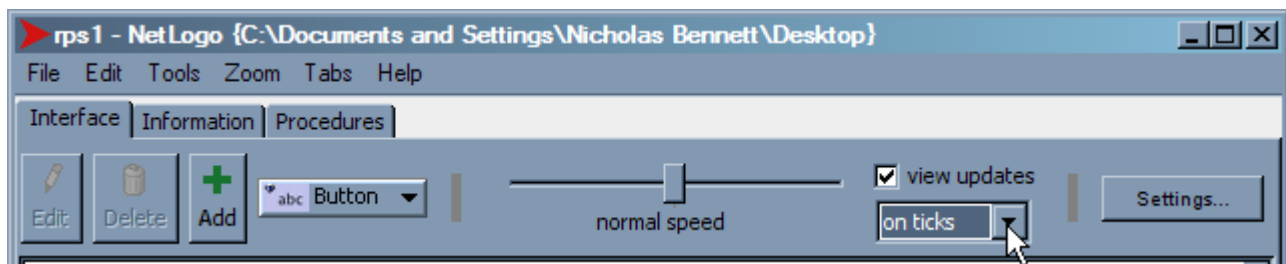 rps1 - NetLogo {C:\Documents and Settings\Nicholas Bennett\Desktop}
File Edit Tools Zoom Tabs Help
Interface Information Procedures
Edit Delete Add abc Button normal speed view updates on ticks Settings...